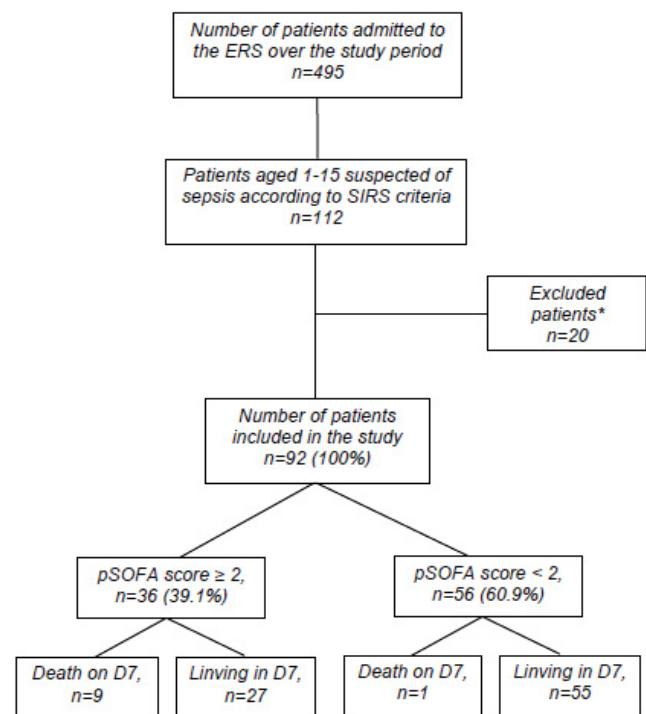 Number of patients admitted to
the ERS over the study period
n=495
Patients aged 1-15 suspected of
sepsis according to SIRS criteria
n=112
Excluded
patients*
n=20
Number of patients
included in the study
n=92 (100%)
pSOFA score ≥ 2,
n=36 (39.1%)
pSOFA score < 2,
n=56 (60.9%)
Death on D7,
n=9
Linving in D7,
n=27
Death on D7,
n=1
Linving in D7,
n=55